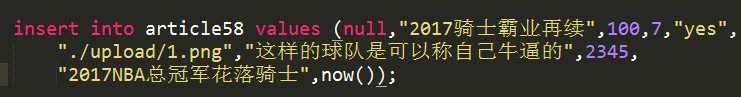 insert into article58 values (null,"2017骑士霸业再续",100,7,"yes",
"./upload/1.png","这样的球队是可以称自己牛逼的",2345,
"2017NBA总冠军花落骑士",now());